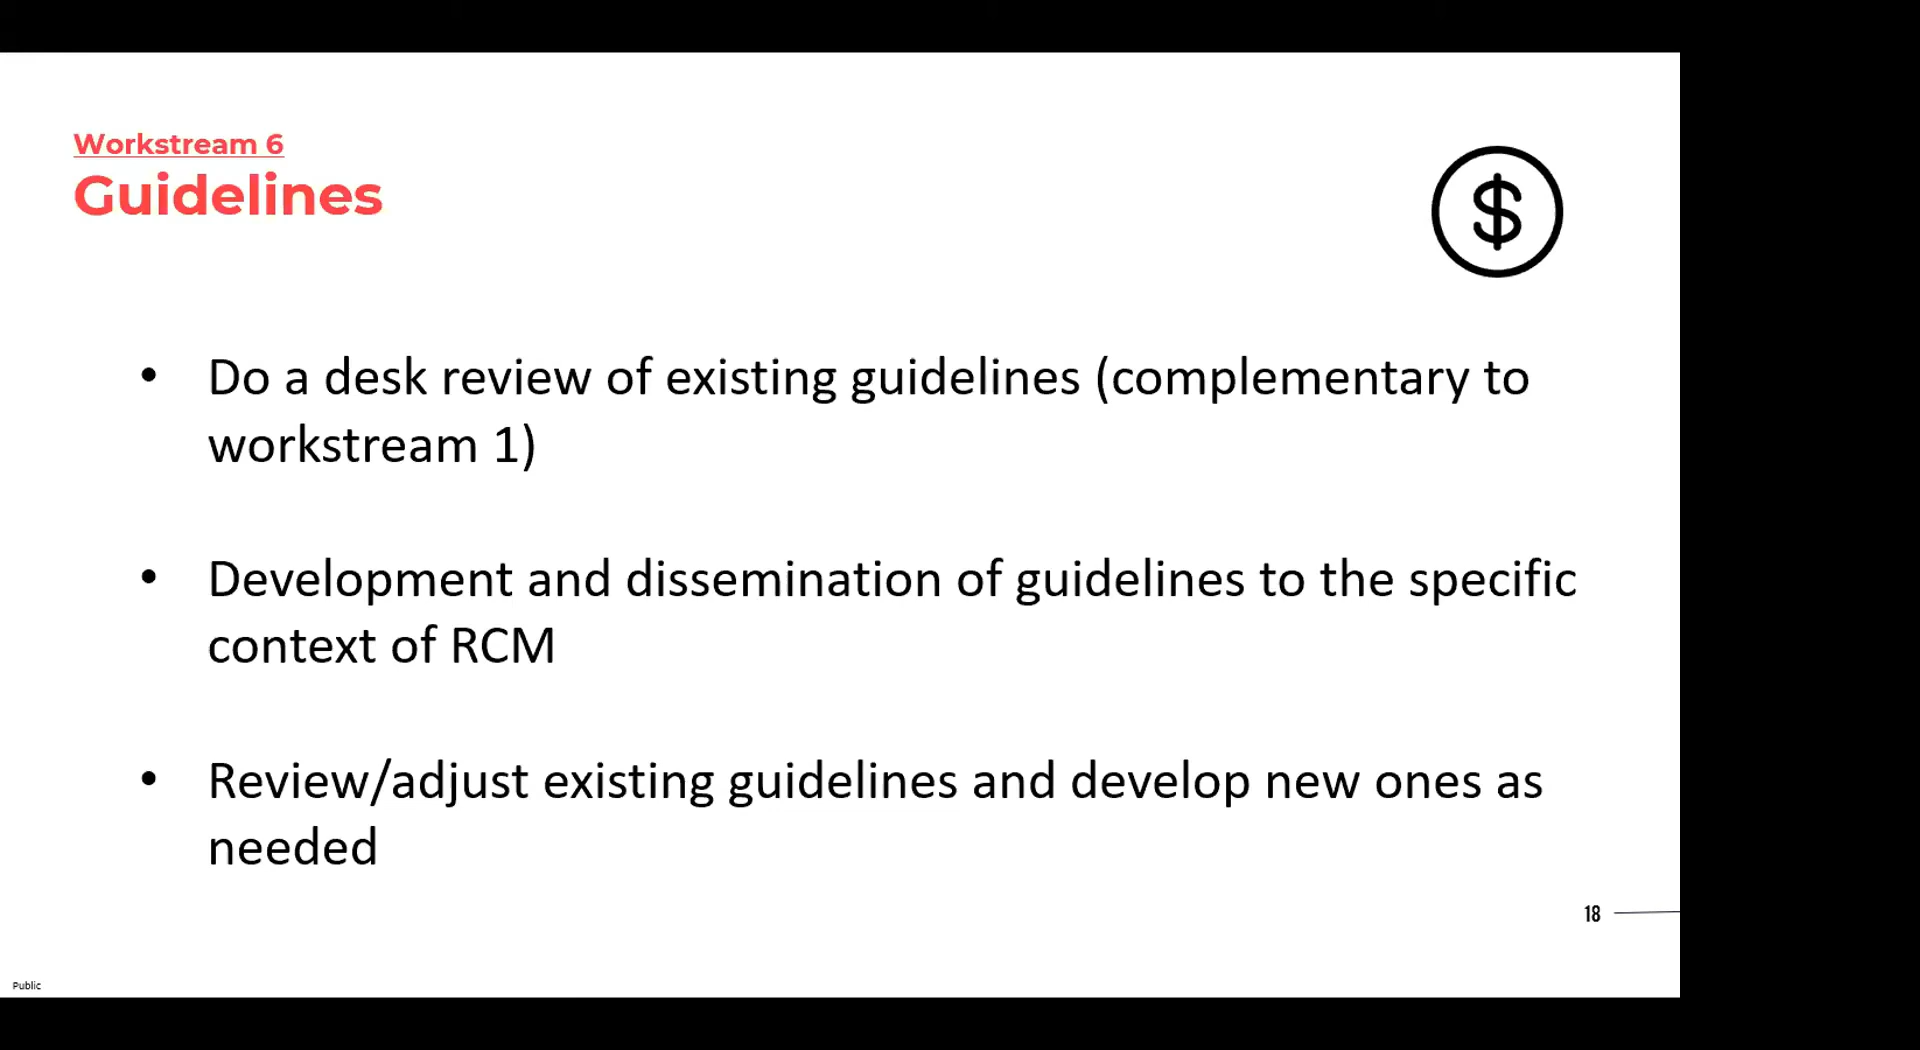 Workstream 6
Guidelines
$
• Do a desk review of existing guidelines (complementary to
workstream 1)
• Development and dissemination of guidelines to the specific
context of RCM
• Review/adjust existing guidelines and develop new ones as
needed
18
Public